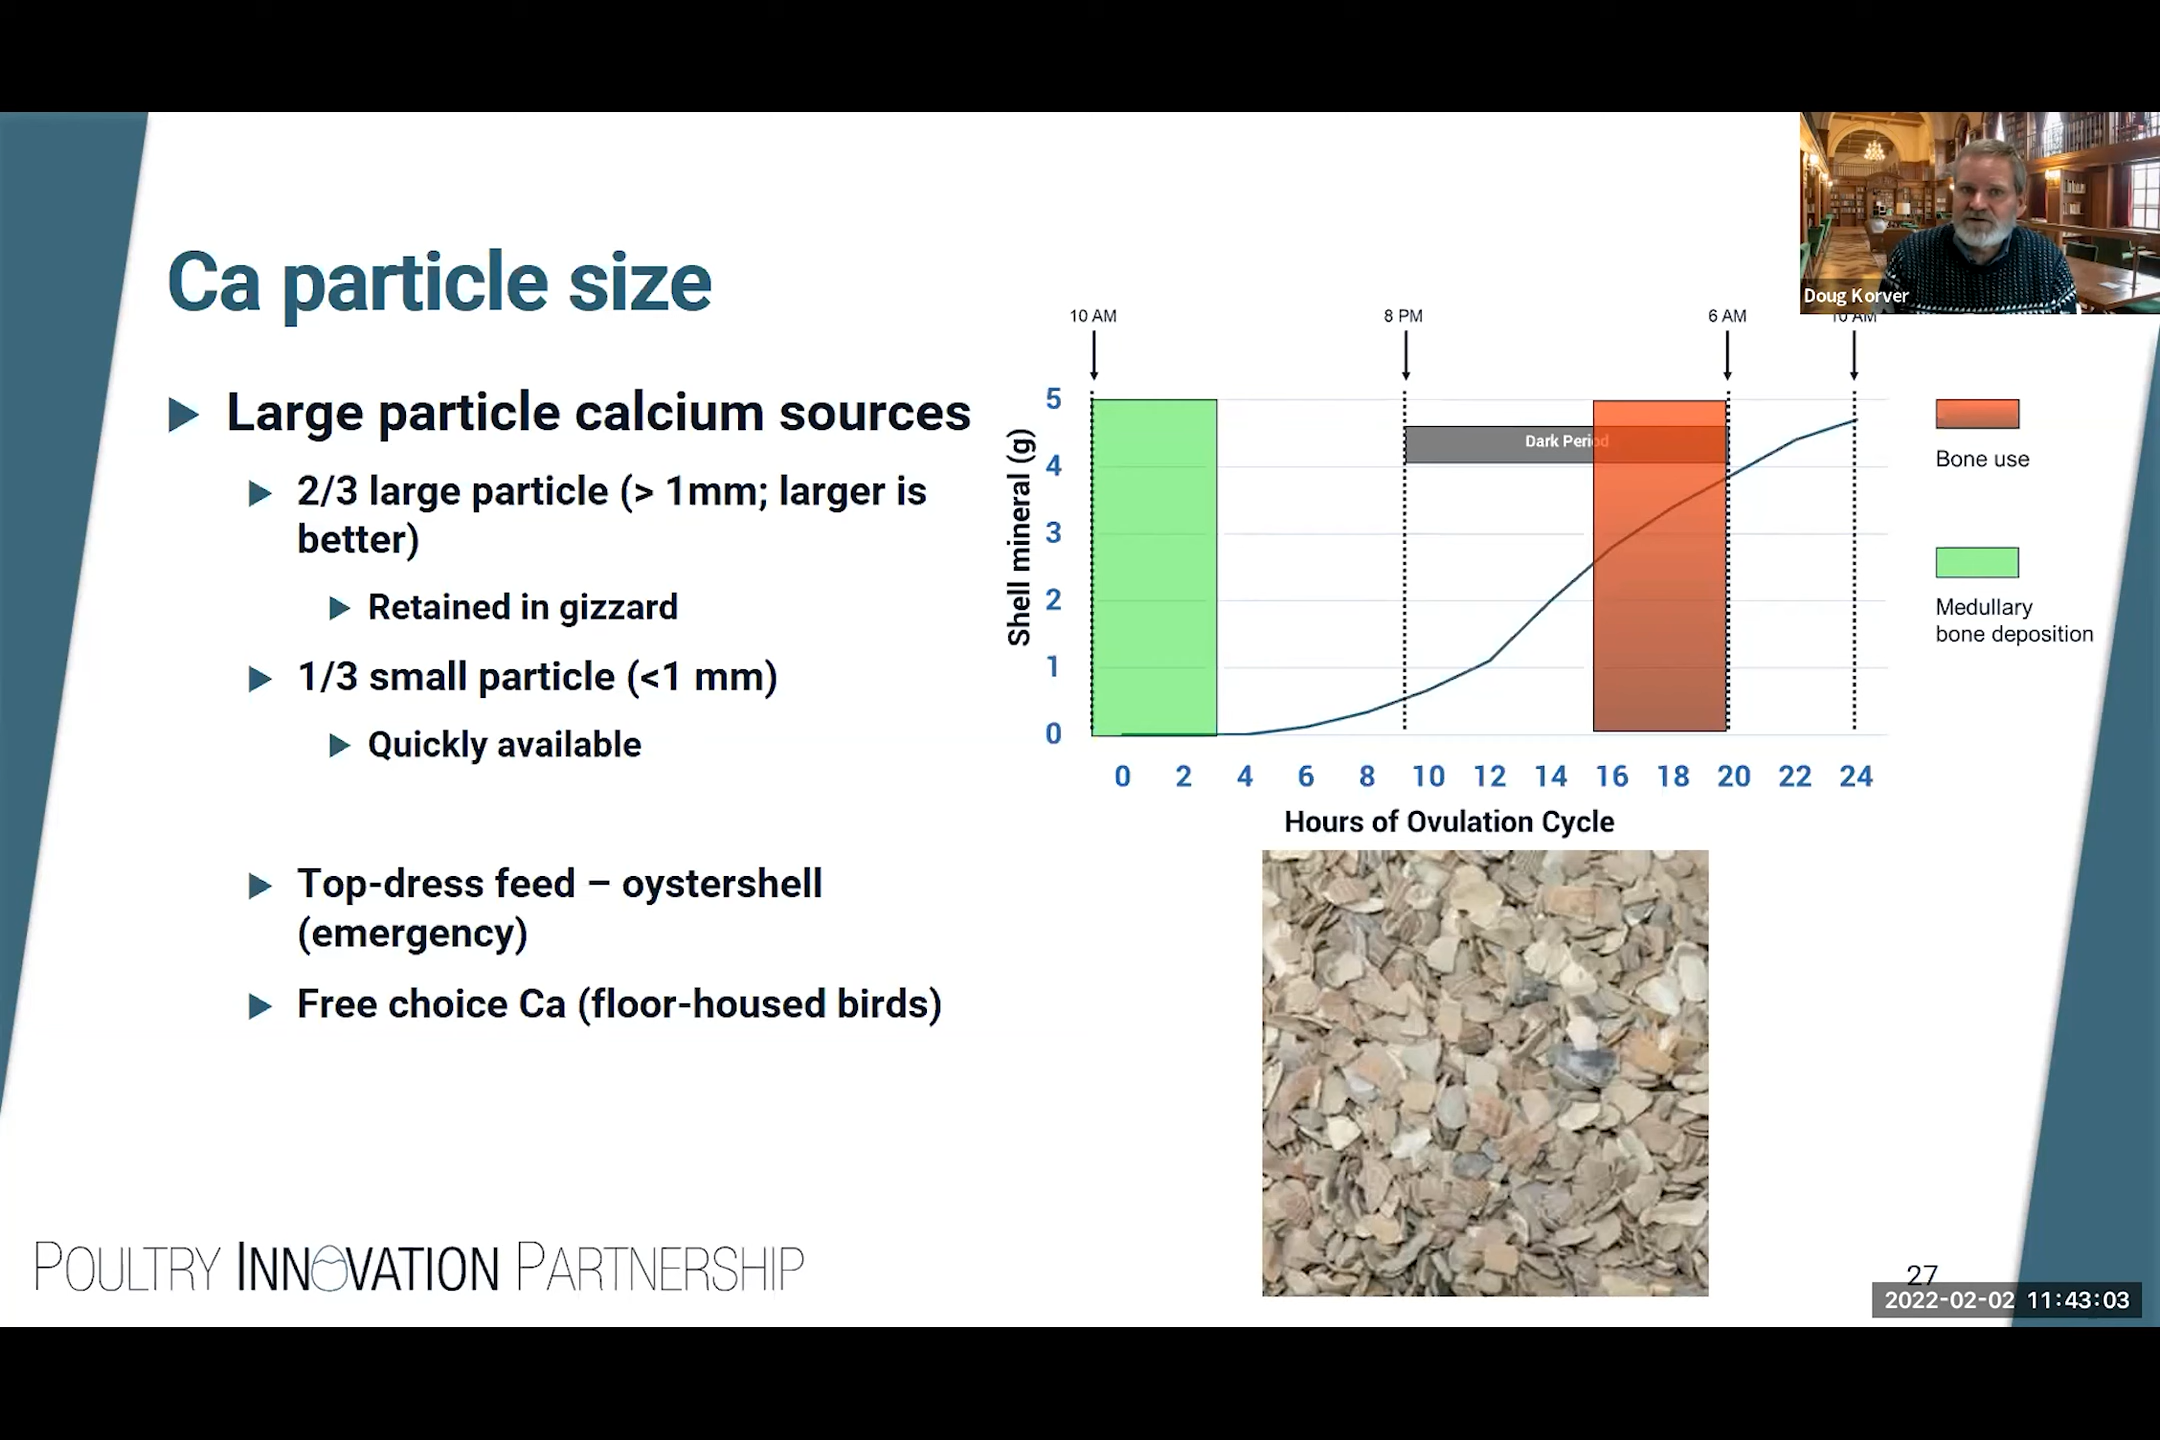 Doug Korver
Ca particle size
Large particle calcium sources
2/3 large particle (> 1mm; larger is
better)
Retained in gizzard
1/3 small particle (<1 mm)
Quickly available
Top-dress feed – oystershell
(emergency)
Free choice Ca (floor-housed birds)
10 AM 8 PM 6 AM 10 AM
Shell mineral (g)
5
4
3
2
1
0
Dark Period
0 2 4 6 8 10 12 14 16 18 20 22 24
Hours of Ovulation Cycle
Bone use
Medullary
bone deposition
POULTRY INNOVATION PARTNERSHIP
27
2022-02-02 11:43:03